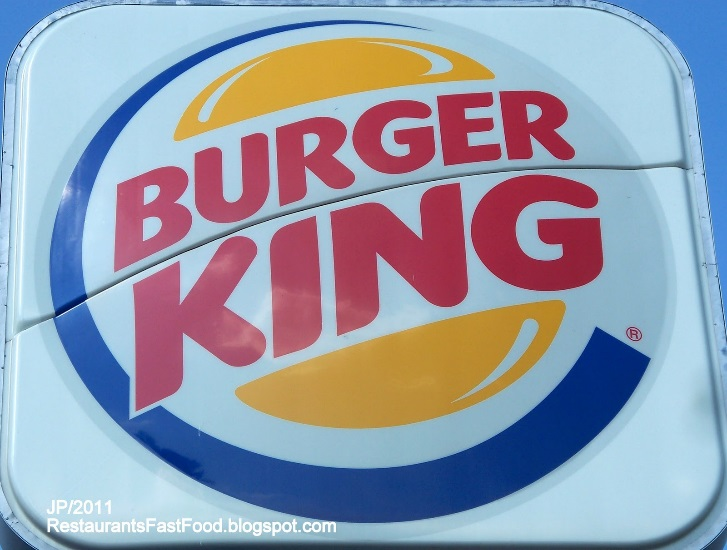 BURGER
KING
®
JP/2011
RestaurantsFastFood.blogspot.com